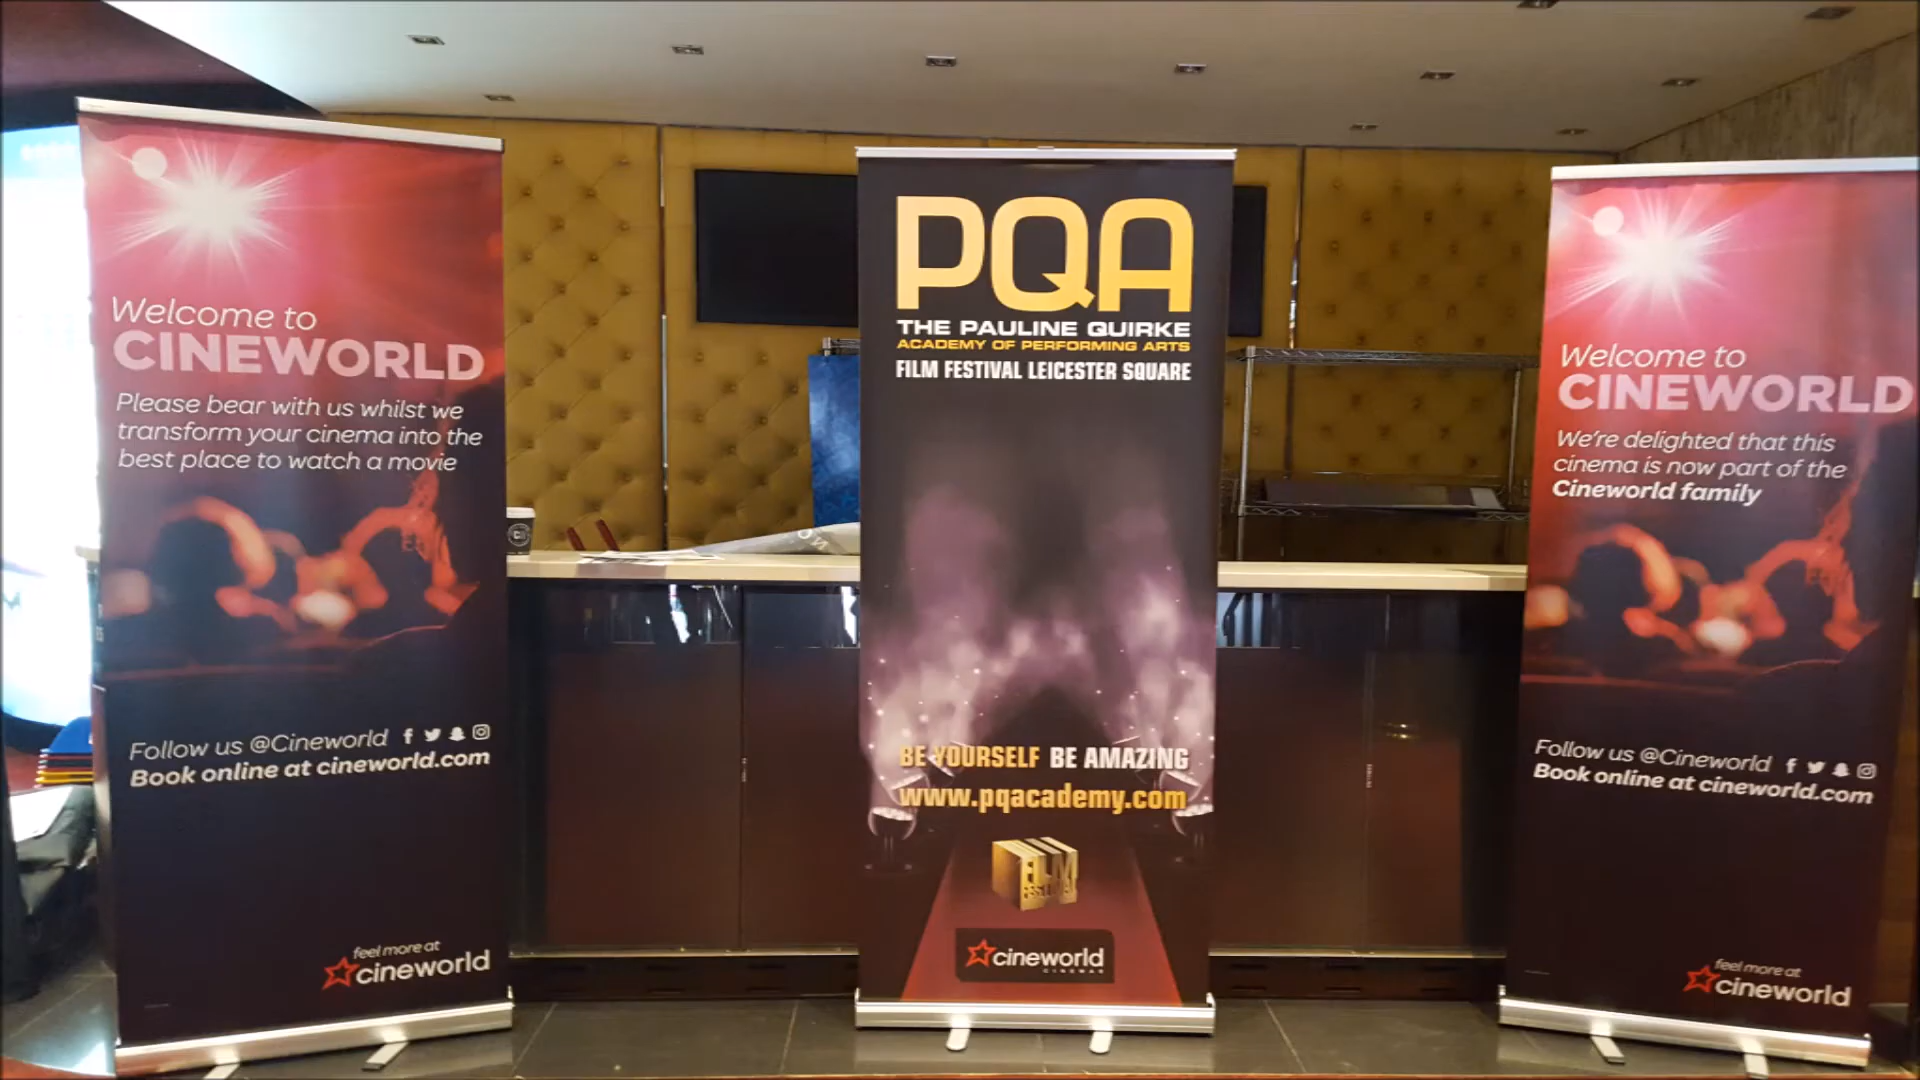 Welcome to
CINEWORLD
Please bear with us whilst we
transform your cinema into the
best place to watch a movie
Follow us @Cineworld
Book online at cineworld.com
feel more at
cineworld
PQA
THE PAULINE QUIRKE
ACADEMY OF PERFORMING ARTS
FILM FESTIVAL LEICESTER SQUARE
BE YOURSELF BE AMAZING
www.pqacademy.com
FILM
FESTIVAL
cineworld
CINEMAS
Welcome to
CINEWORLD
We're delighted that this
cinema is now part of the
Cineworld family
Follow us @Cineworld
Book online at cineworld.com
feel more at
cineworld